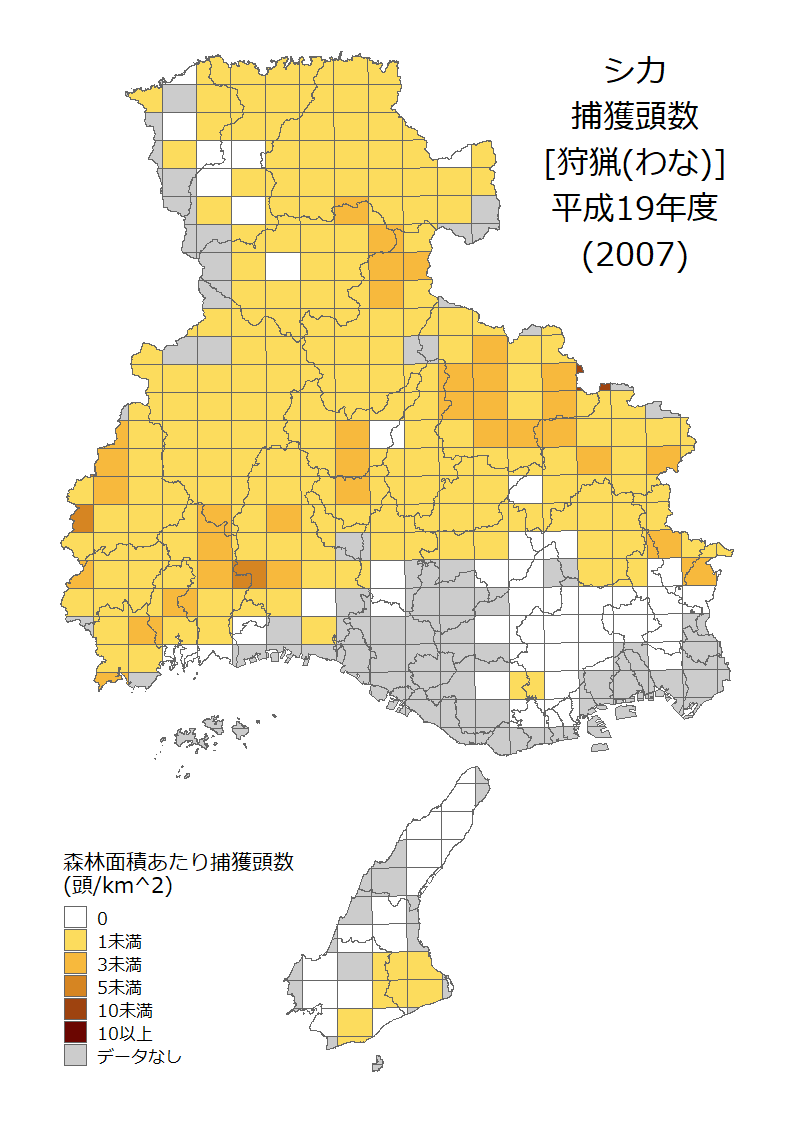 シカ
捕獲頭数
[狩猟(わな)]
平成19年度
(2007)
森林面積あたり捕獲頭数
(頭/km^2)
0
1未満
3未満
5未満
10未満
10以上
データなし